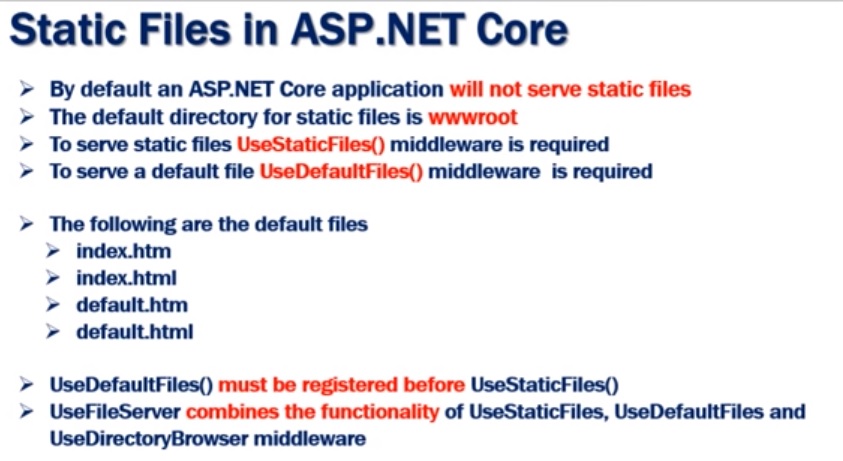 Static Files in ASP.NET Core
By default an ASP.NET Core application will not serve static files
The default directory for static files is wwwroot
To serve static files UseStaticFiles() middleware is required
To serve a default file UseDefaultFiles() middleware is required
The following are the default files
index.htm
index.html
default.htm
default.html
UseDefaultFiles() must be registered before UseStaticFiles()
UseFileServer combines the functionality of UseStaticFiles, UseDefaultFiles and
UseDirectoryBrowser middleware